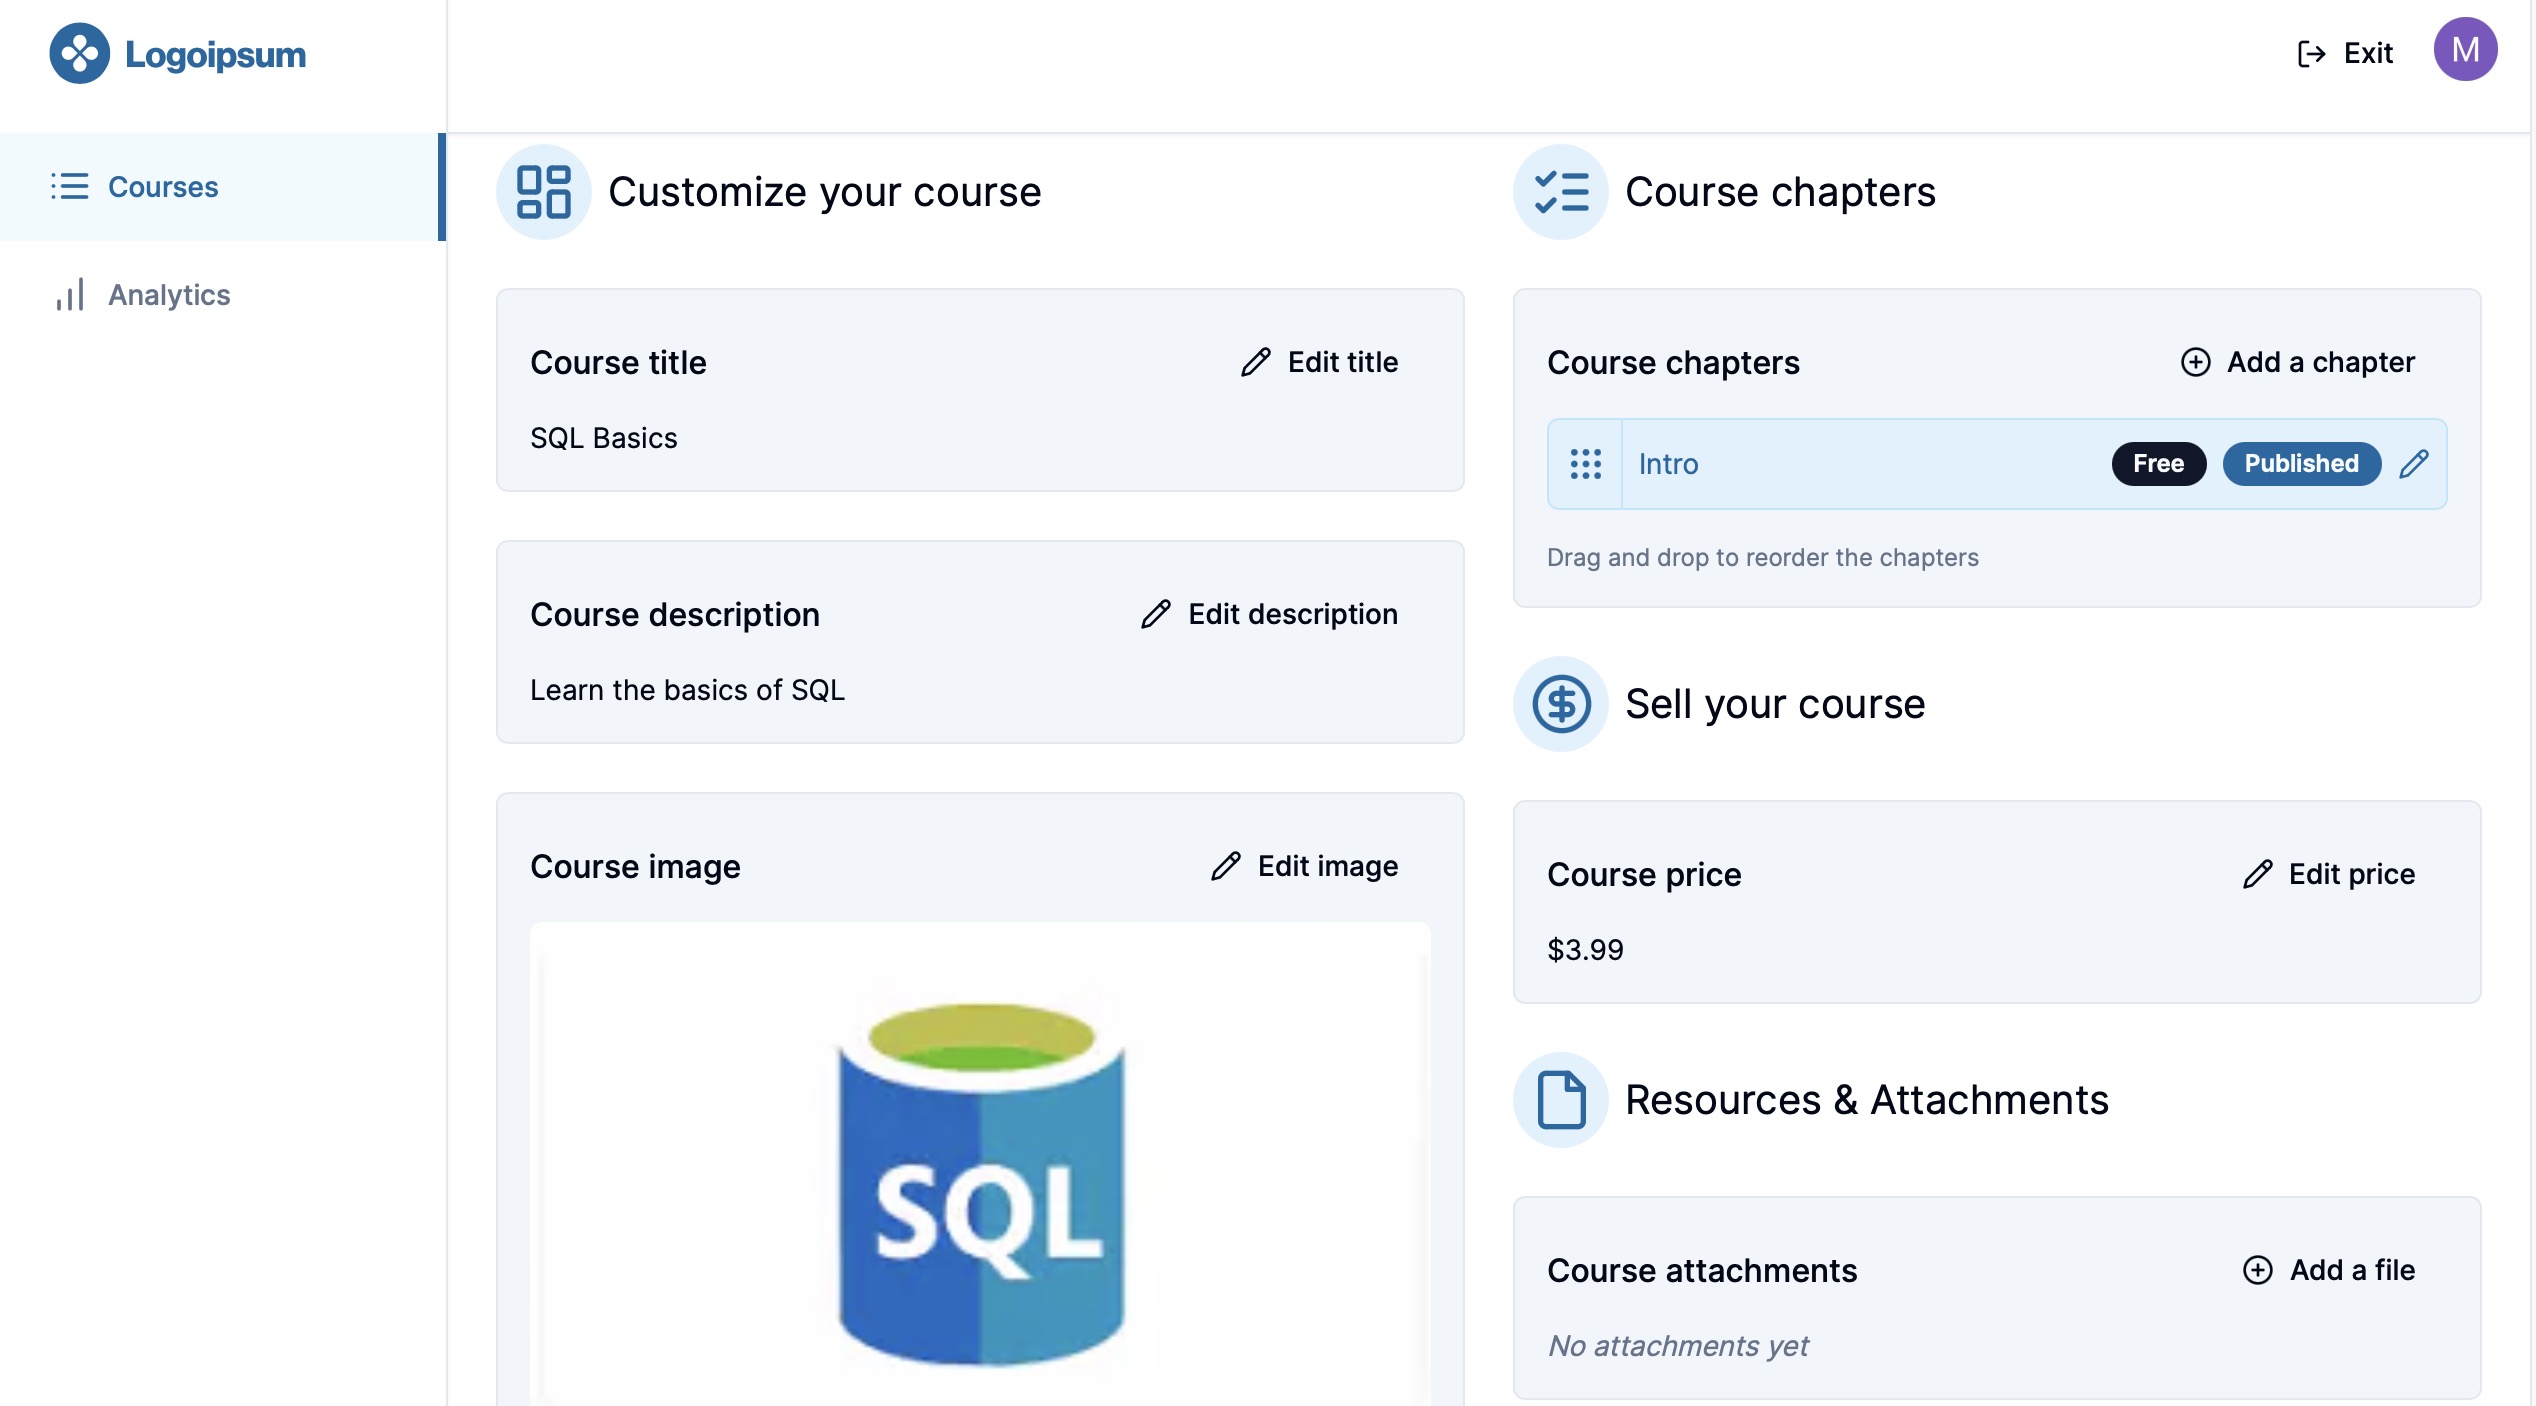 Logoipsum
Exit
M
Courses
Analytics
Customize your course
Course title
Edit title
SQL Basics
Course description
Edit description
Learn the basics of SQL
Course image
Edit image
SQL
Course chapters
Course chapters
Add a chapter
Intro
Free
Published
Drag and drop to reorder the chapters
Sell your course
Course price
Edit price
$3.99
Resources & Attachments
Course attachments
Add a file
No attachments yet